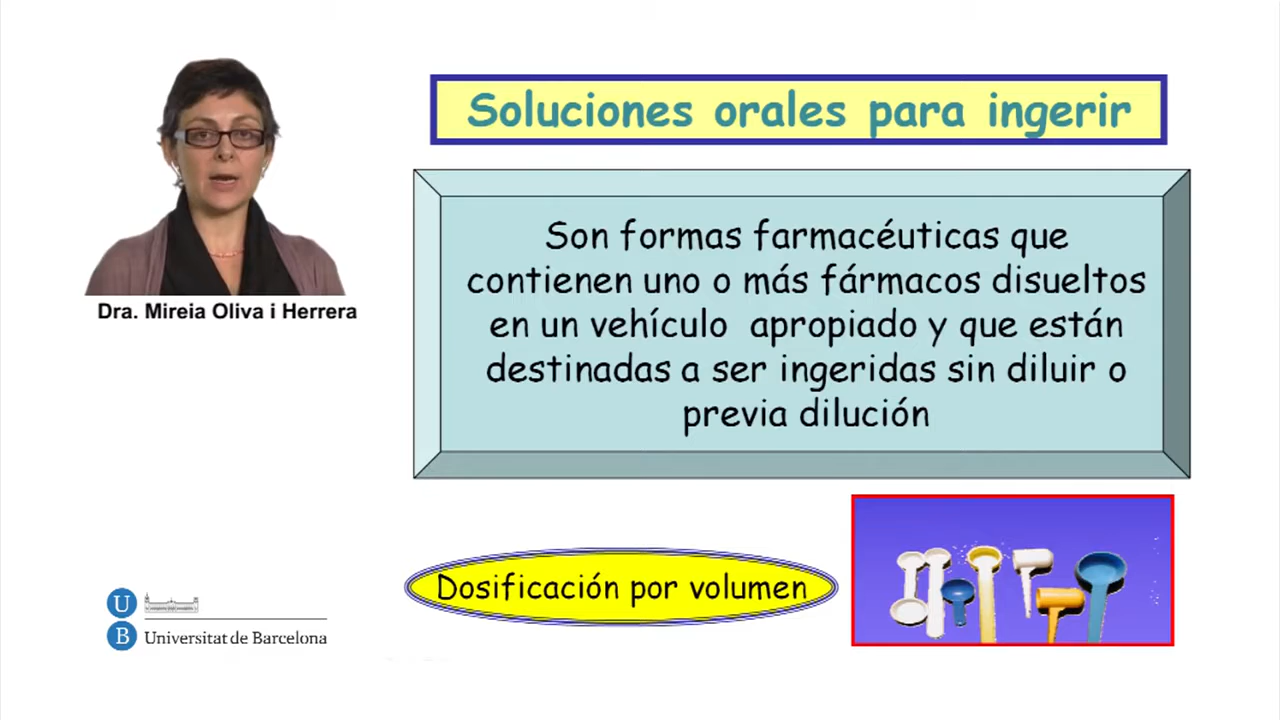 Soluciones orales para ingerir
Son formas farmacéuticas que
contienen uno o más fármacos disueltos
en un vehículo apropiado y que están
destinadas a ser ingeridas sin diluir o
previa dilución
Dra. Mireia Oliva i Herrera
Dosificación por volumen
U
B
Universitat de Barcelona